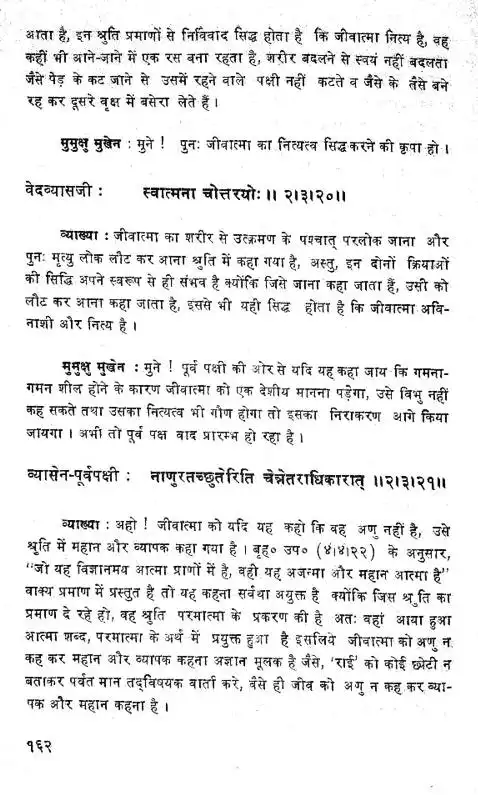 आता है, इन श्रुति प्रमाणों से निर्विवाद सिद्ध होता है कि जीवात्मा नित्य है, वह
कहीं भी आने-जाने में एक रस बना रहता है, शरीर बदलने से स्वयं नहीं बदलता
जैसे पेड़ के कट जाने से उसमें रहने वाले पक्षी नहीं कटते व जैसे के तैसे बने
रह कर दूसरे वृक्ष में बसेरा लेते हैं।
मुमुक्षु मुखेन : मुने ! पुनः जीवात्मा का नित्यत्व सिद्ध करने की कृपा हो।
वेदव्यासजी : स्वात्मना चोत्तरयोः॥ २।३।२०॥
व्याख्या : जीवात्मा का शरीर से उत्क्रमण के पश्चात् परलोक जाना और
पुनः मृत्यु लोक लौट कर आना श्रुति में कहा गया है, अस्तु, इन दोनों क्रियाओं
की सिद्धि अपने स्वरूप से ही संभव है क्योंकि जिसे जाना कहा जाता हैं, उसी को
लौट कर आना कहा जाता है, इससे भी यही सिद्ध होता है कि जीवात्मा अवि-
नाशी और नित्य है।
मुमुक्षु मुखेन : मुने ! पूर्व पक्षी की ओर से यदि यह कहा जाय कि गमना-
गमन शील होने के कारण जीवात्मा को एक देशीय मानना पड़ेगा, उसे विभु नहीं
कह सकते तथा उसका नित्यत्व भी गौण होगा तो इसका निराकरण आगे किया
जायगा। अभी तो पूर्व पक्ष वाद प्रारम्भ हो रहा है।
व्यासेन-पूर्वपक्षी : नाणुरतच्छुतेरिति चेन्नेतराधिकारात् ॥२।३।२१॥
व्याख्या : अहो ! जीवात्मा को यदि यह कहो कि वह अणु नहीं है, उसे
श्रुति में महान और व्यापक कहा गया है। बृह० उप० (४।४।२२) के अनुसार,
"जो यह विज्ञानमय आत्मा प्राणों में है, वही यह अजन्मा और महान आत्मा है"
वाक्य प्रमाण में प्रस्तुत है तो यह कहना सर्वथा अयुक्त है क्योंकि जिस श्रुति का
प्रमाण दे रहे हो, वह श्रुति परमात्मा के प्रकरण की है अतः वहां आया हुआ
आत्मा शब्द, परमात्मा के अर्थ में प्रयुक्त हुआ है इसलिये जीवात्मा को अणु न
कह कर महान और व्यापक कहना अज्ञान मूलक है जैसे, 'राई' को कोई छोटी न
बताकर पर्वत मान तद्विषयक वार्ता करे, वैसे ही जीव को अणु न कह कर व्या-
पक और महान कहना है।
१६२